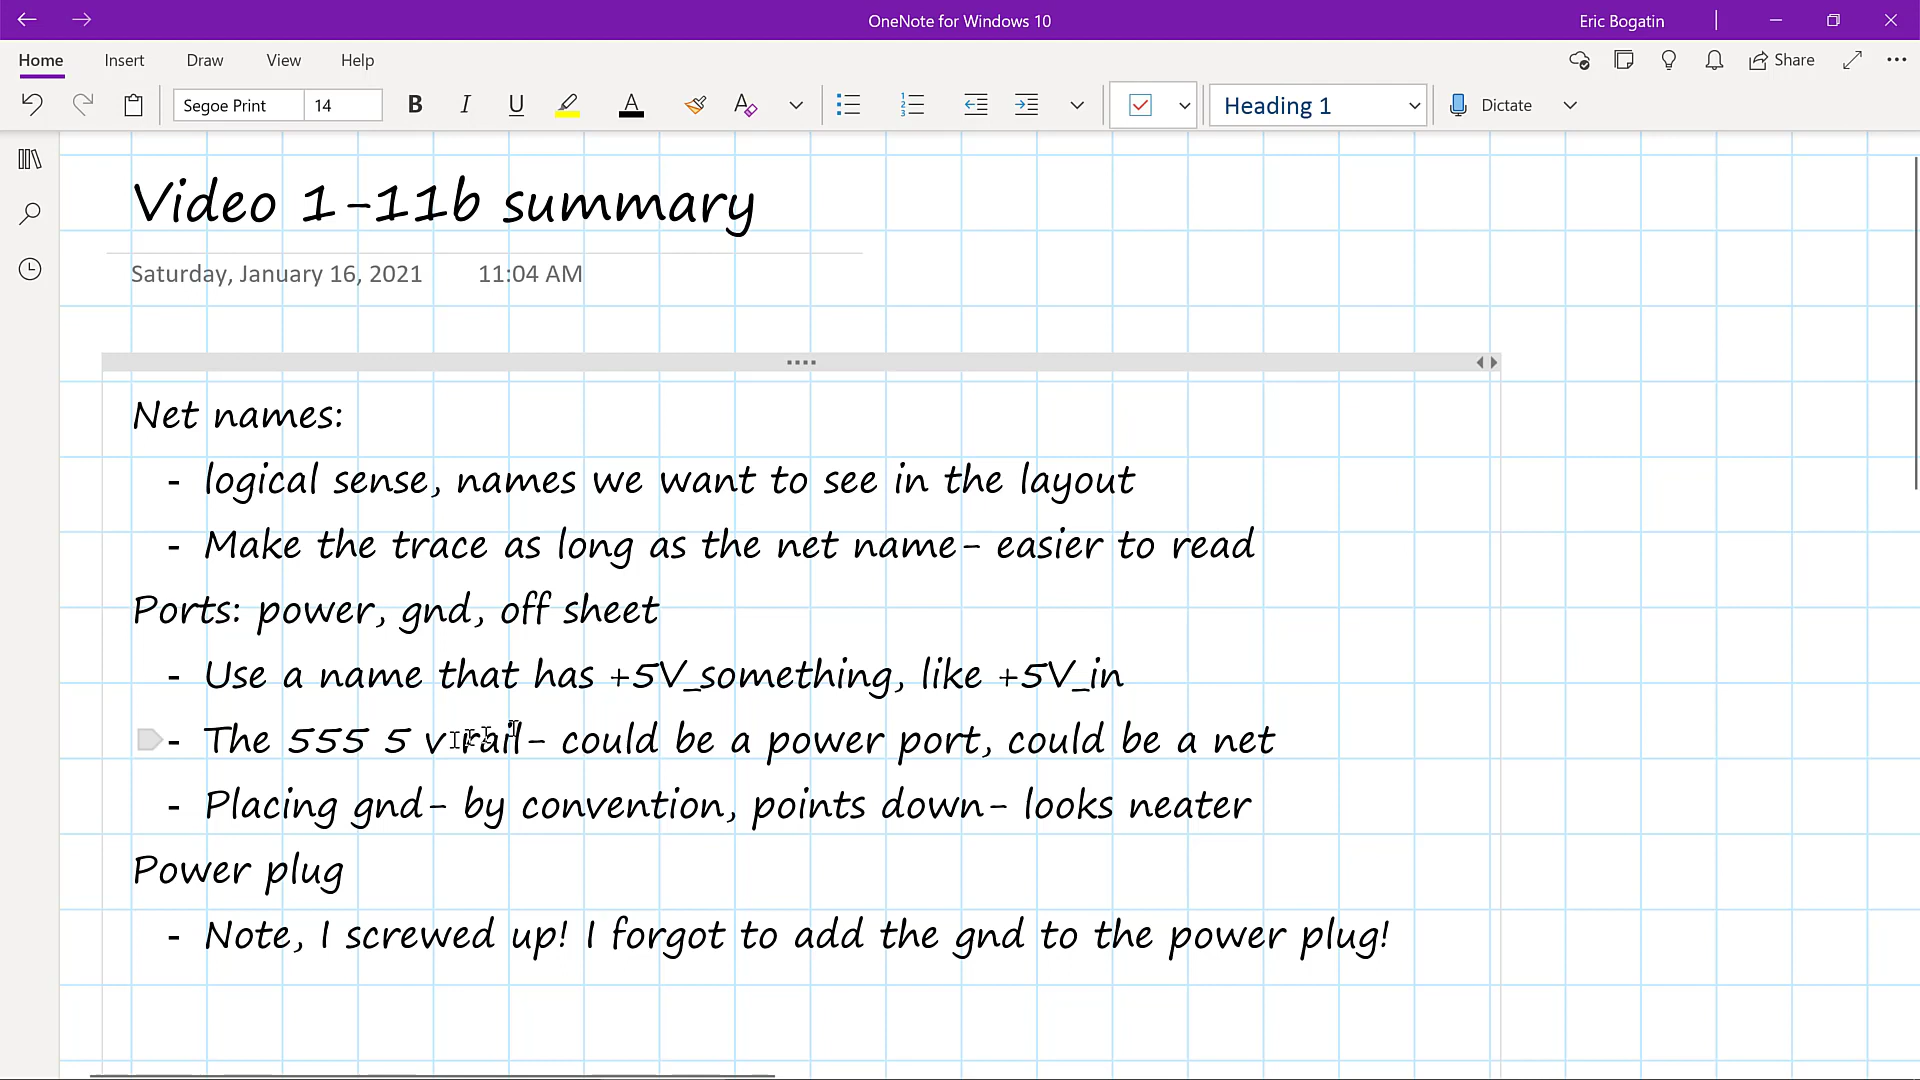 OneNote for Windows 10
Eric Bogatin
Home Insert Draw View Help
Share
Segoe Print 14 B I U A A Heading 1 Dictate
Video 1-11b summary
Saturday, January 16, 2021 11:04 AM
Net names:
- logical sense, names we want to see in the layout
- Make the trace as long as the net name- easier to read
Ports: power, gnd, off sheet
- Use a name that has +5V_something, like +5V_in
- The 555 5 v rail- could be a power port, could be a net
- Placing gnd- by convention, points down- looks neater
Power plug
- Note, I screwed up! I forgot to add the gnd to the power plug!